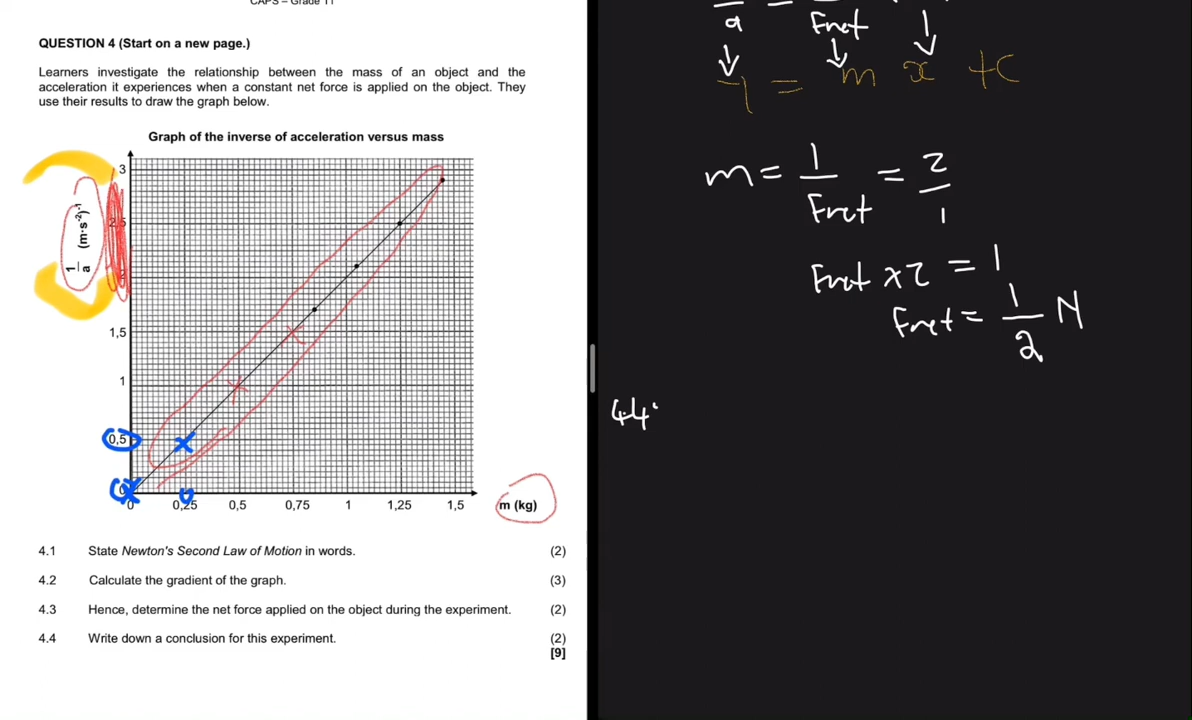 CAPS – Grade 11
QUESTION 4 (Start on a new page.)
Learners investigate the relationship between the mass of an object and the
acceleration it experiences when a constant net force is applied on the object. They
use their results to draw the graph below.
Graph of the inverse of acceleration versus mass
3
2,5
2
1,5
1
0,5
0
1/a (m·s⁻²)⁻¹
0 0,25 0,5 0,75 1 1,25 1,5 m (kg)
4.1 State Newton's Second Law of Motion in words. (2)
4.2 Calculate the gradient of the graph. (3)
4.3 Hence, determine the net force applied on the object during the experiment. (2)
4.4 Write down a conclusion for this experiment. (2)
[9]
a = Fnet
y = m x + c
m = 1/Fnet = 2/1
Fnet x 2 = 1
Fnet = 1/2 N
4.4